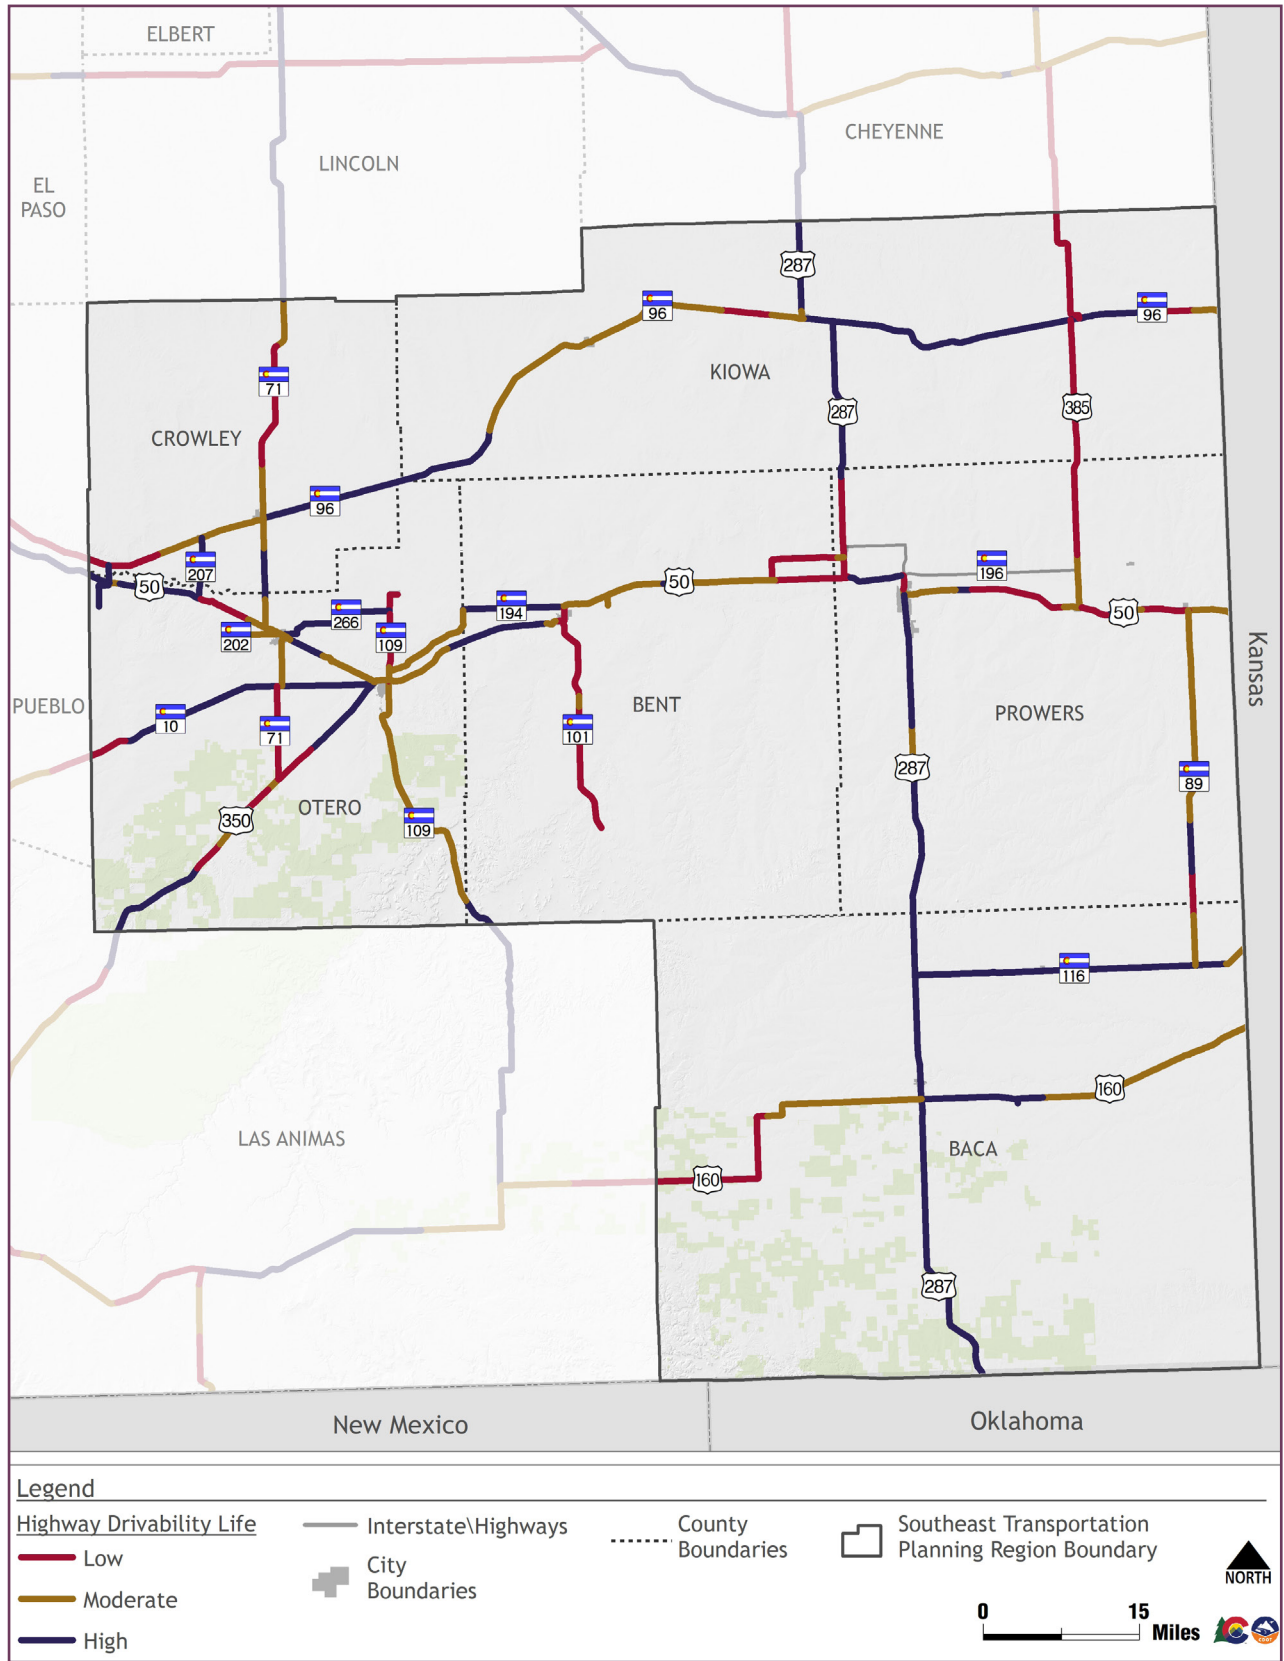 ELBERT
CHEYENNE
LINCOLN
EL
PASO
287
96
96
KIOWA
71
287
385
CROWLEY
96
207
50
50
196
194
266
202
109
50
BENT
PUEBLO
10
71
101
PROWERS
Kansas
287
89
OTERO
350
109
116
160
LAS ANIMAS
BACA
160
287
New Mexico
Oklahoma
Legend
Highway Drivability Life
Low
Moderate
High
Interstate\Highways
City
Boundaries
County
Boundaries
Southeast Transportation
Planning Region Boundary
NORTH
0 15
Miles
CDOT